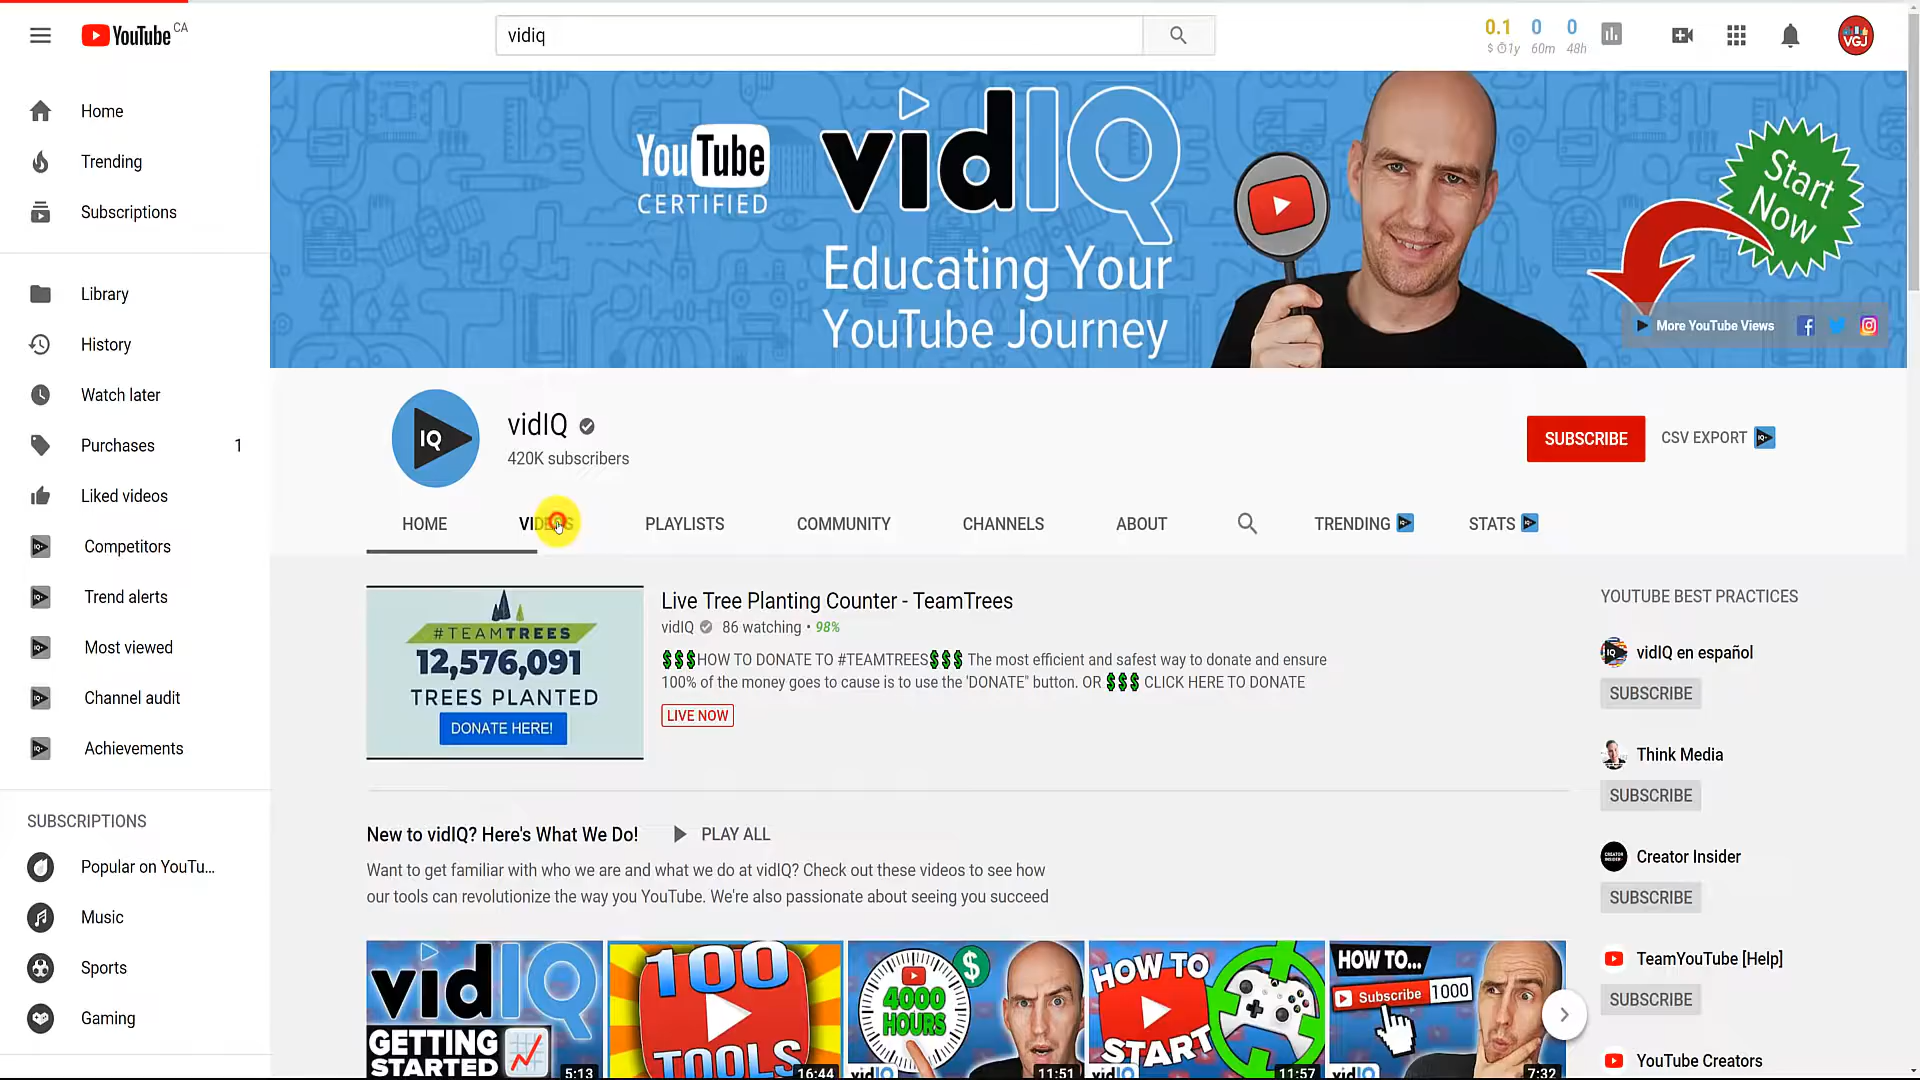 YouTube CA
vidiq
0.1 0 0
$ 1y 60m 48h
VGJ
Home
Trending
Subscriptions
Library
History
Watch later
Purchases 1
Liked videos
Competitors
Trend alerts
Most viewed
Channel audit
Achievements
SUBSCRIPTIONS
Popular on YouTu...
Music
Sports
Gaming
YouTube
CERTIFIED
vidIQ
Educating Your
YouTube Journey
Start
Now
More YouTube Views
IQ
vidIQ
420K subscribers
SUBSCRIBE CSV EXPORT
HOME VIDEOS PLAYLISTS COMMUNITY CHANNELS ABOUT TRENDING STATS
#TEAMTREES
12,576,091
TREES PLANTED
DONATE HERE!
Live Tree Planting Counter - TeamTrees
vidIQ 86 watching • 98%
$$$HOW TO DONATE TO #TEAMTREES$$$ The most efficient and safest way to donate and ensure
100% of the money goes to cause is to use the 'DONATE" button. OR $$$ CLICK HERE TO DONATE
LIVE NOW
New to vidIQ? Here's What We Do! PLAY ALL
Want to get familiar with who we are and what we do at vidIQ? Check out these videos to see how
our tools can revolutionize the way you YouTube. We're also passionate about seeing you succeed
vidIQ
GETTING
STARTED
5:13
100
TOOLS
16:44
$
4000
HOURS
vidIQ
11:51
HOW TO
START
vidIQ
11:57
HOW TO...
Subscribe 1000
vidIQ
7:32
YOUTUBE BEST PRACTICES
vidIQ en español
SUBSCRIBE
Think Media
SUBSCRIBE
CREATOR
INSIDER
Creator Insider
SUBSCRIBE
TeamYouTube [Help]
SUBSCRIBE
YouTube Creators